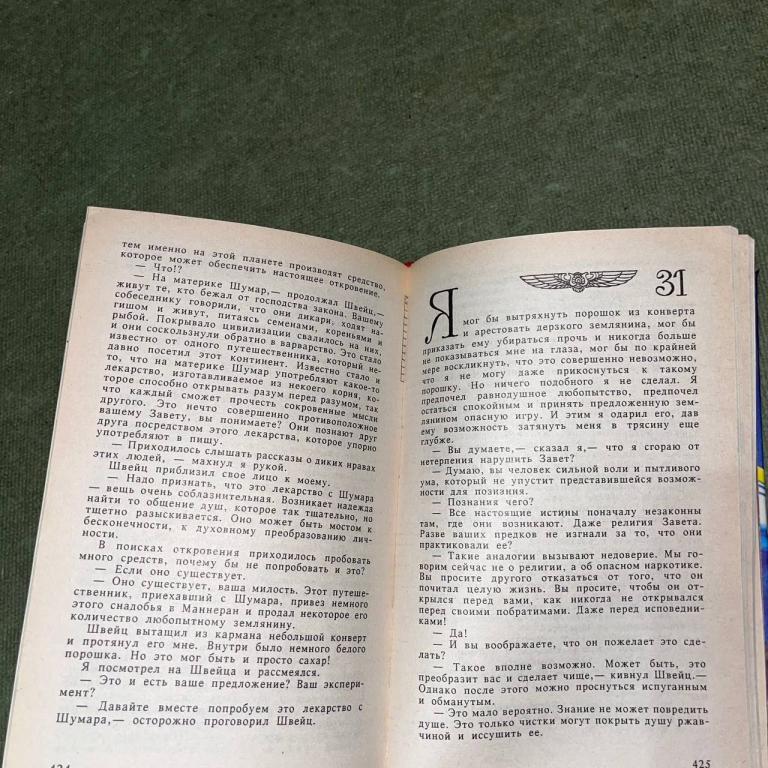 тем именно на этой планете производят средство,
которое может обеспечить настоящее откровение.
— Что!?
— На материке Шумар,— продолжал Швейц,—
живут те, кто бежал от господства закона. Вашему
собеседнику говорили, что они дикари, ходят на-
гишом и живут, питаясь семенами, кореньями и
рыбой. Покрывало цивилизации свалилось на них,
и они соскользнули обратно в варварство. Это стало
известно от одного путешественника, который не-
давно посетил этот континент. Известно стало и
то, что на материке Шумар употребляют какое-то
лекарство, изготавливаемое из некоего корня, ко-
торое способно открывать разум перед разумом, так
что каждый сможет прочесть сокровенные мысли
другого. Это нечто совершенно противоположное
вашему Завету, вы понимаете? Они познают друг
друга посредством этого лекарства, которое упорно
употребляют в пищу.
— Приходилось слышать рассказы о диких нравах
этих людей, — махнул я рукой.
Швейц приблизил свое лицо к моему.
— Надо признать, что это лекарство с Шумара
— вещь очень соблазнительная. Возникает надежда
найти то общение душ, которое так тщательно, но
тщетно разыскивается. Оно может быть мостом к
бесконечности, к духовному преобразованию лич-
ности.
В поисках откровения приходилось пробовать
много средств, почему бы не попробовать и это?
— Если оно существует.
— Оно существует, ваша милость. Этот путеше-
ственник, приехавший с Шумара, привез немного
этого снадобья в Маннеран и продал некоторое его
количество любопытному землянину.
Швейц вытащил из кармана небольшой конверт
и протянул его мне. Внутри было немного белого
порошка. Но это мог быть и просто сахар!
Я посмотрел на Швейца и рассмеялся.
— Это и есть ваше предложение? Ваш экспери-
мент?
— Давайте вместе попробуем это лекарство с
Шумара,— осторожно проговорил Швейц.
31
Я мог бы вытряхнуть порошок из конверта
и арестовать дерзкого землянина, мог бы
приказать ему убираться прочь и никогда больше
не показываться мне на глаза, мог бы по крайней
мере воскликнуть, что это совершенно невозможно,
что я не могу даже прикоснуться к такому
порошку. Но ничего подобного я не сделал. Я
предпочел равнодушное любопытство, предпочел
остаться спокойным и принять предложенную зем-
лянином опасную игру. И этим я одарил его, дав
ему возможность затянуть меня в трясину еще
глубже.
— Вы думаете,— сказал я,— что я сгораю от
нетерпения нарушить Завет?
— Думаю, вы человек сильной воли и пытливого
ума, который не упустит представившейся возмож-
ности для познания.
— Познания чего?
— Все настоящие истины поначалу незаконны
там, где они возникают. Даже религия Завета.
Разве ваших предков не изгнали за то, что они
практиковали ее?
— Такие аналогии вызывают недоверие. Мы го-
ворим сейчас не о религии, а об опасном наркотике.
Вы просите другого отказаться от того, что он
почитал целую жизнь. Вы просите, чтобы он от-
крылся перед вами, как никогда не открывался
перед своими побратимами. Даже перед исповедни-
ками!
— Да!
— И вы воображаете, что он пожелает это сде-
лать?
— Такое вполне возможно. Может быть, это
преобразит вас и сделает чище,— кивнул Швейц.—
Однако после этого можно проснуться испуганным
и обманутым.
— Это мало вероятно. Знание не может повредить
душе. Это только чистки могут покрыть душу ржав-
чиной и иссушить ее.
425